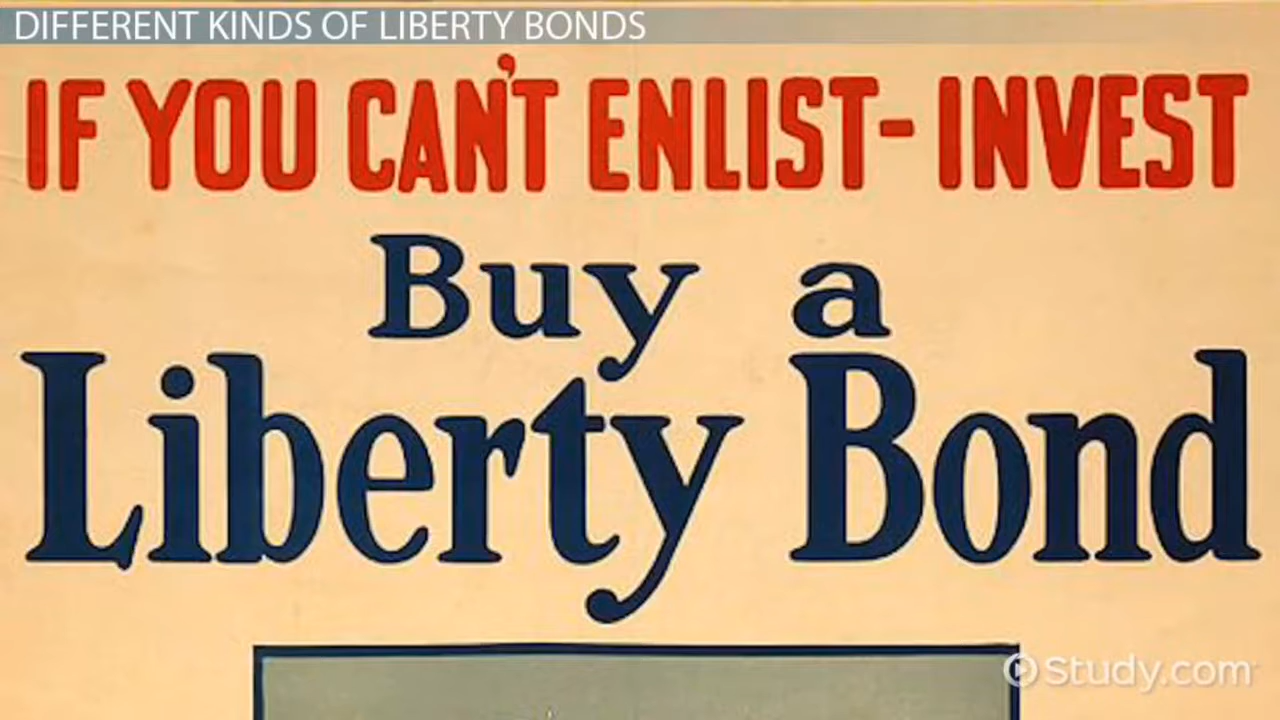 DIFFERENT KINDS OF LIBERTY BONDS
IF YOU CAN'T ENLIST- INVEST
Buy a
Liberty Bond
Study.com